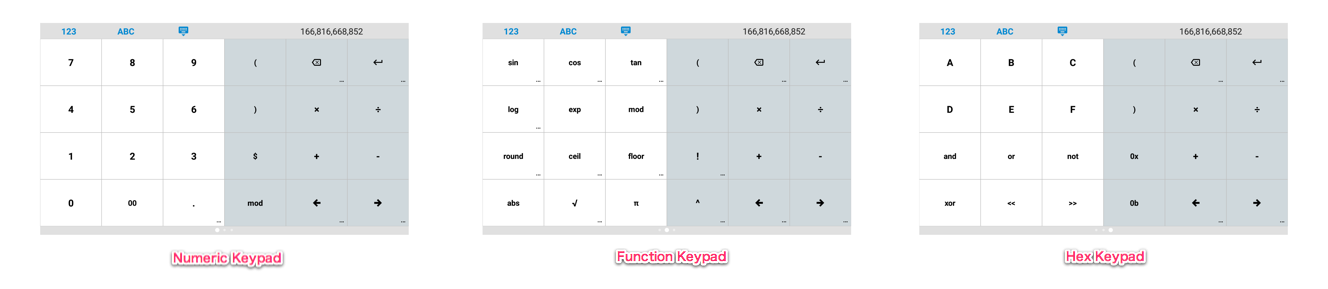 123 ABC 166,816,668,852
7 8 9 (
4 5 6 ) × ÷
1 2 3 $ + -
0 00 . mod
Numeric Keypad
123 ABC 166,816,668,852
sin cos tan (
log exp mod ) × ÷
round ceil floor ! + -
abs √ π ^
Function Keypad
123 ABC 166,816,668,852
A B C (
D E F ) × ÷
and or not 0x + -
xor << >> 0b
Hex Keypad